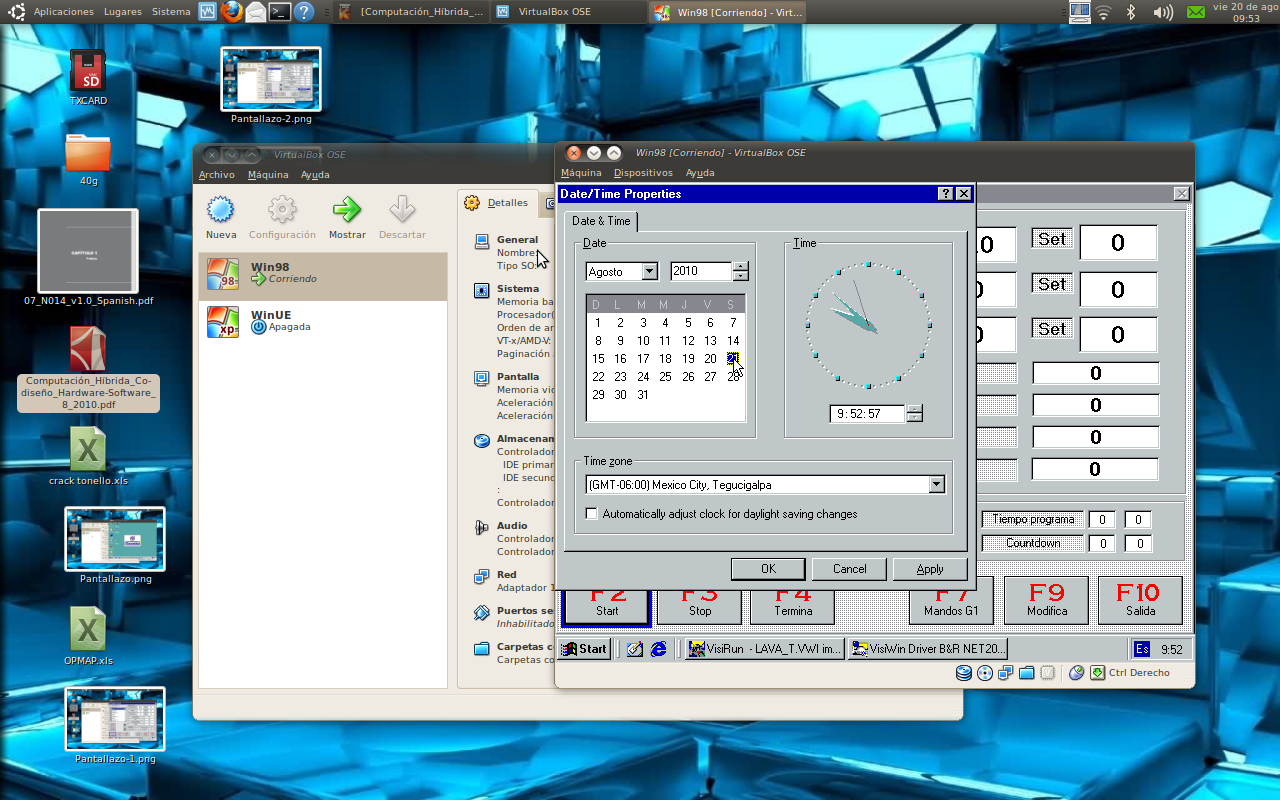 Aplicaciones Lugares Sistema
[Computación_Híbrida_...
VirtualBox OSE
Win98 [Corriendo] - Virt...
vie 20 de ago
09:53
TXCARD
Pantallazo-2.png
40g
07_N014_v1.0_Spanish.pdf
Computación_Híbrida_Co-
diseño_Hardware-Software_
8_2010.pdf
crack tonello.xls
Pantallazo.png
OPMAP.xls
Pantallazo-1.png
VirtualBox OSE
Archivo Máquina Ayuda
Nueva Configuración Mostrar Descartar
Win98
Corriendo
WinUE
Apagada
Detalles
General
Nombre:
Tipo SO:
Sistema
Memoria ba
Procesador(
Orden de ar
VT-x/AMD-V:
Paginación
Pantalla
Memoria vid
Aceleración
Aceleración
Almacenam
Controlador
IDE primar
IDE secund
:
Controlador
Audio
Controlador
Controlador
Red
Adaptador 1
Puertos se
Inhabilitado
Carpetas c
Carpetas co
Win98 [Corriendo] - VirtualBox OSE
Máquina Dispositivos Ayuda
Date/Time Properties
Date & Time
Date
Time
Agosto 2010
D L M M J V S
1 2 3 4 5 6 7
8 9 10 11 12 13 14
15 16 17 18 19 20 21
22 23 24 25 26 27 28
29 30 31
9:52:57
Time zone
(GMT-06:00) Mexico City, Tegucigalpa
Automatically adjust clock for daylight saving changes
OK Cancel Apply
.0 Set 0
0 Set 0
0 Set 0
0
0
0
0
Tiempo programa 0 0
Countdown 0 0
F2 Start
F3 Stop
F4 Termina
F7 Mandos G1
F9 Modifica
F10 Salida
Start
VisiRun - LAVA_T.VWI im...
VisiWin Driver B&R NET20...
Es 9:52
Ctrl Derecho